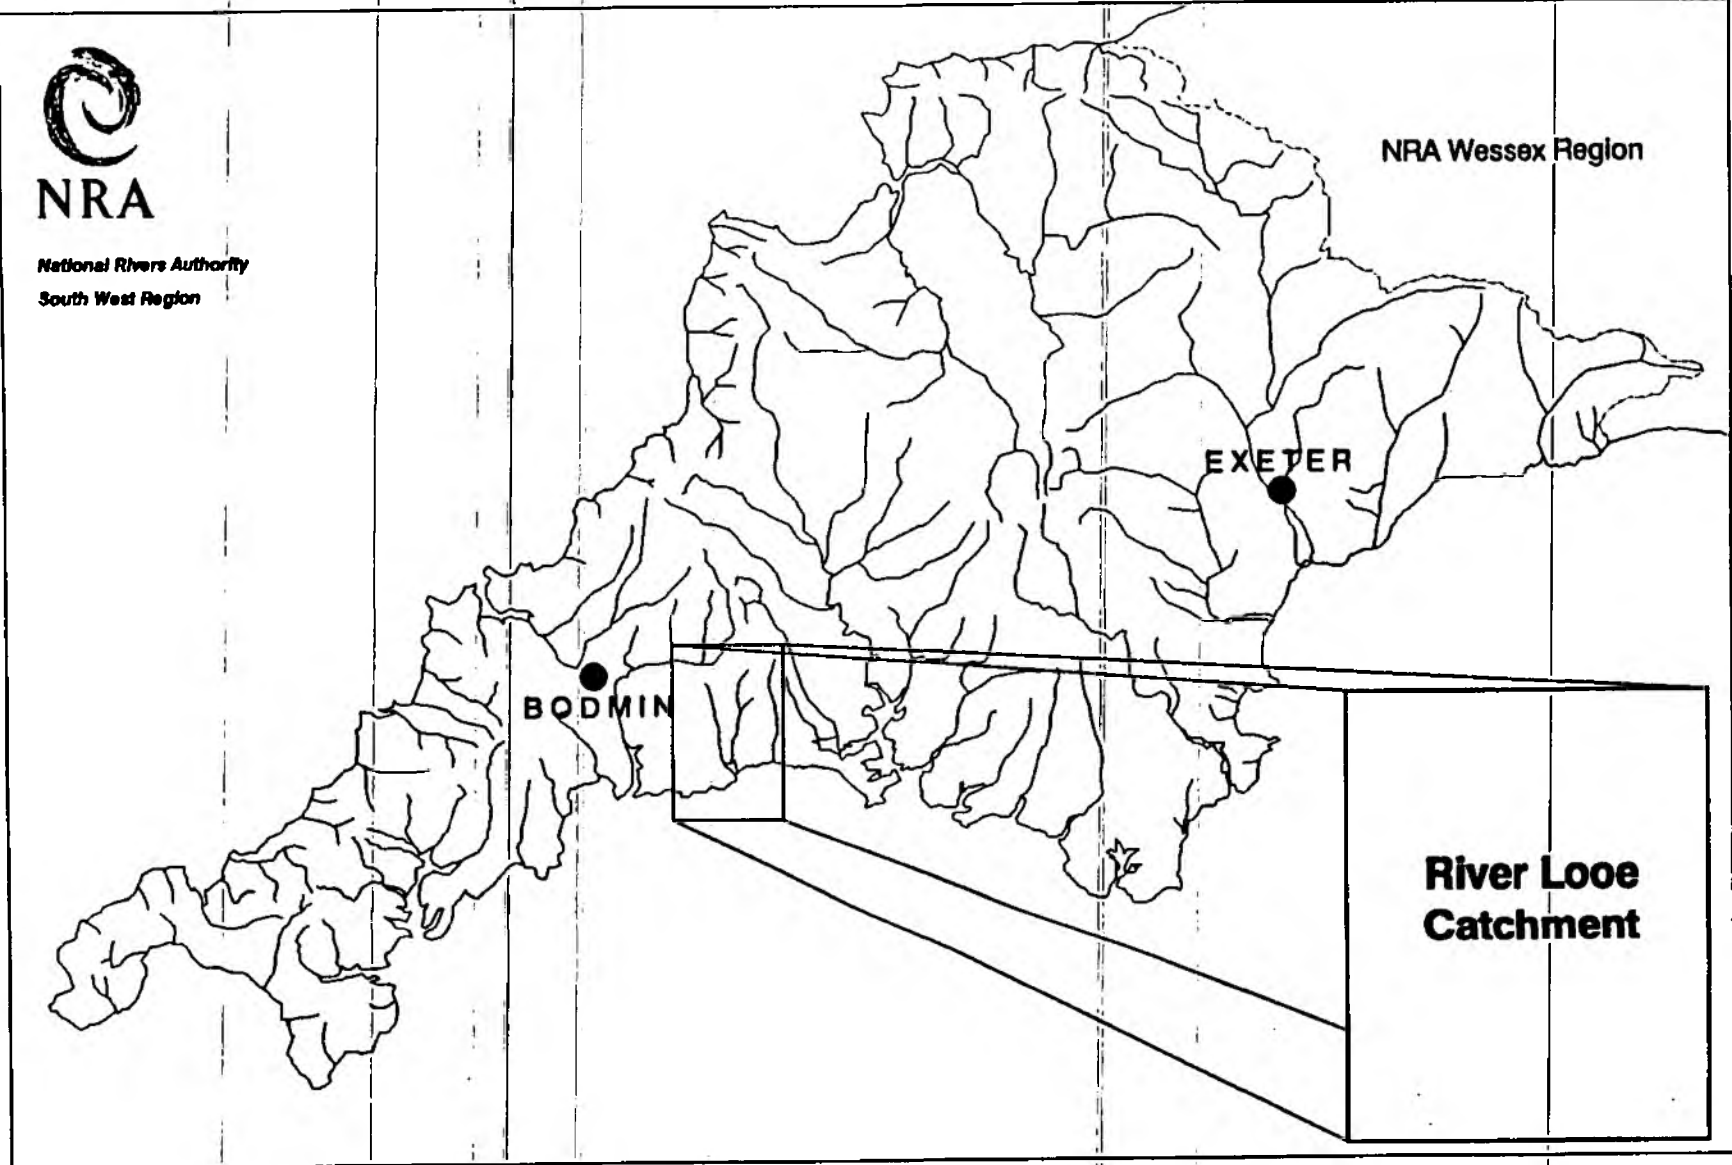 NRA
National Rivers Authority
South West Region
NRA Wessex Region
EXETER
BODMIN
River Looe
Catchment